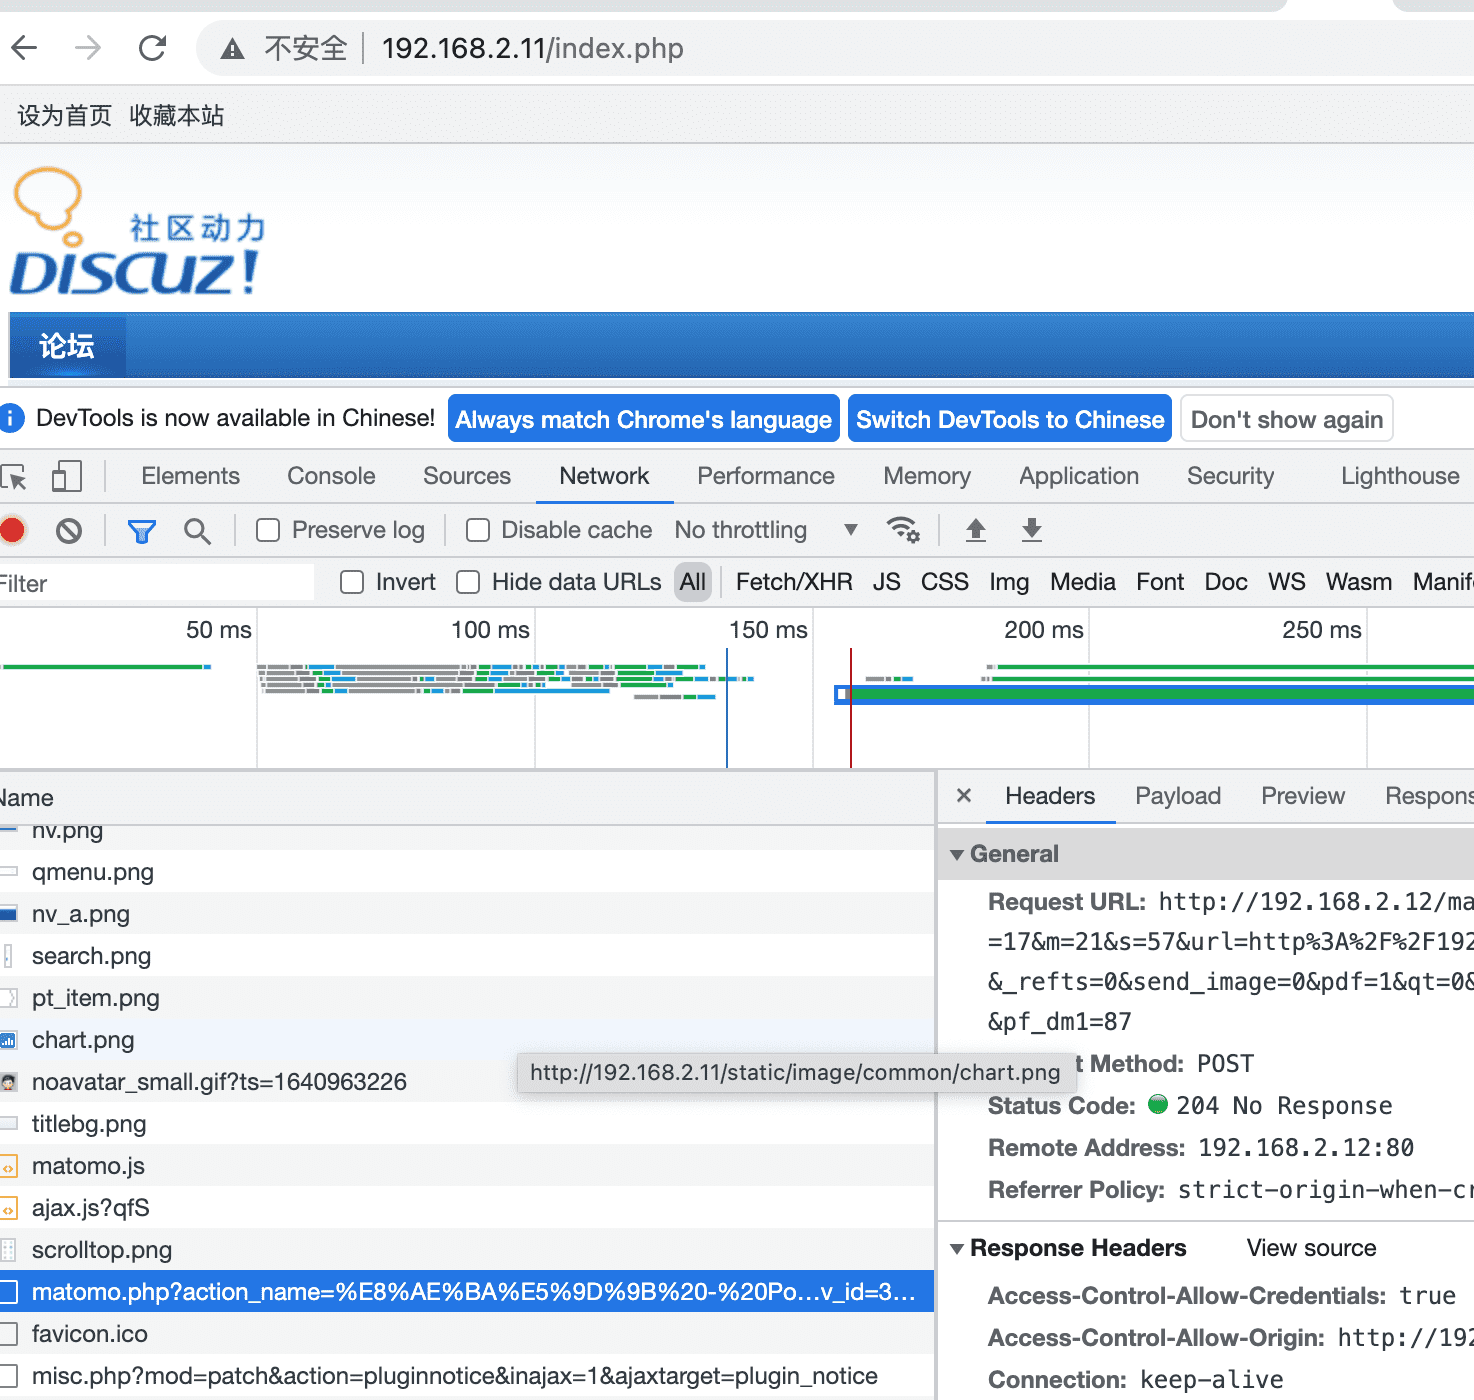 不安全 192.168.2.11/index.php
设为首页 收藏本站
社区动力
DISCUZ!
论坛
DevTools is now available in Chinese! Always match Chrome's language Switch DevTools to Chinese Don't show again
Elements Console Sources Network Performance Memory Application Security Lighthouse
Preserve log Disable cache No throttling
Filter Invert Hide data URLs All Fetch/XHR JS CSS Img Media Font Doc WS Wasm Manif
50 ms 100 ms 150 ms 200 ms 250 ms
Name
nv.png
qmenu.png
nv_a.png
search.png
pt_item.png
chart.png
noavatar_small.gif?ts=1640963226
titlebg.png
matomo.js
ajax.js?qfS
scrolltop.png
matomo.php?action_name=%E8%AE%BA%E5%9D%9B%20-%20Po…v_id=3…
favicon.ico
misc.php?mod=patch&action=pluginnotice&inajax=1&ajaxtarget=plugin_notice
http://192.168.2.11/static/image/common/chart.png
Headers Payload Preview Respons
General
Request URL: http://192.168.2.12/ma
=17&m=21&s=57&url=http%3A%2F%2F192
&_refts=0&send_image=0&pdf=1&qt=0&
&pf_dm1=87
t Method: POST
Status Code: 204 No Response
Remote Address: 192.168.2.12:80
Referrer Policy: strict-origin-when-cr
Response Headers View source
Access-Control-Allow-Credentials: true
Access-Control-Allow-Origin: http://192
Connection: keep-alive